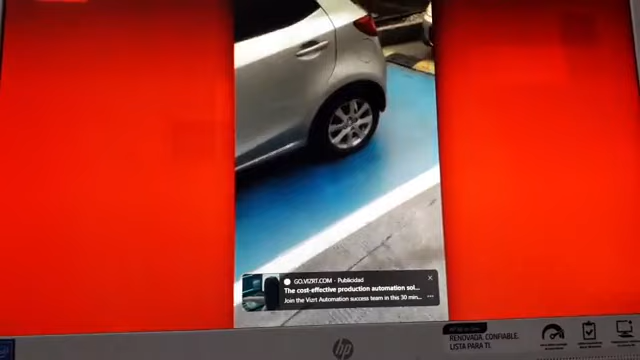 GO.VIZRT.COM · Publicidad
The cost-effective production automation sol...
Join the Vizrt Automation success team in this 30 min...
hp
RENOVADA, CONFIABLE.
LISTA PARA TI.